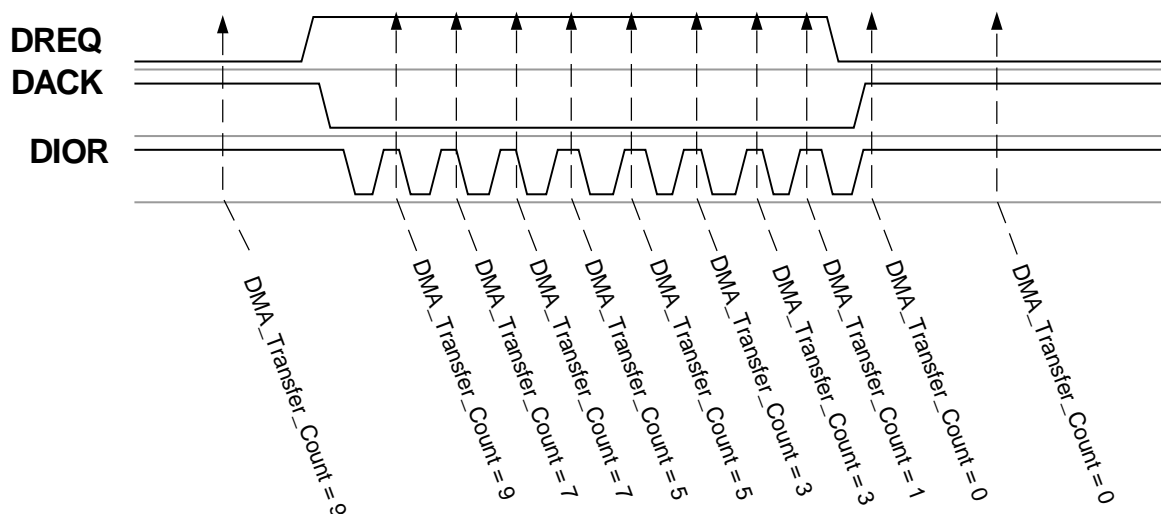 DREQ
DACK
DIOR
DMA_Transfer_Count = 9
DMA_Transfer_Count = 9
DMA_Transfer_Count = 7
DMA_Transfer_Count = 7
DMA_Transfer_Count = 5
DMA_Transfer_Count = 5
DMA_Transfer_Count = 3
DMA_Transfer_Count = 3
DMA_Transfer_Count = 1
DMA_Transfer_Count = 0
DMA_Transfer_Count = 0